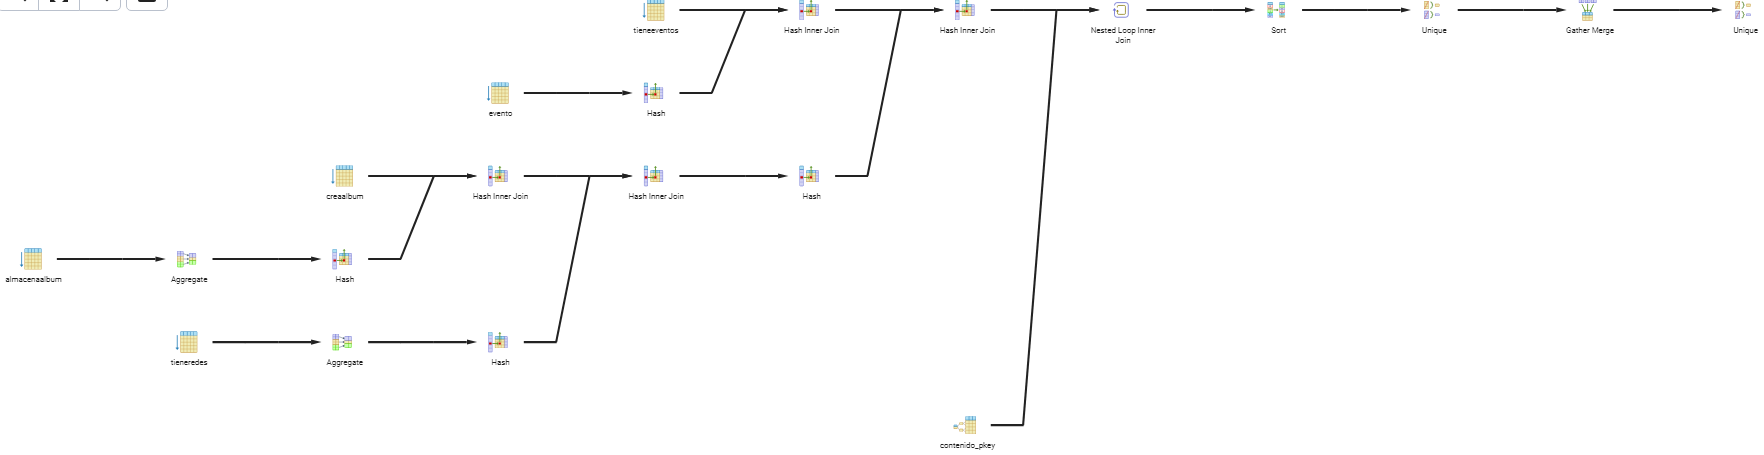 tieneeventos
Hash Inner Join
Hash Inner Join
Nested Loop Inner
Join
Sort
Unique
Gather Merge
Unique
evento
Hash
creaalbum
Hash Inner Join
Hash Inner Join
Hash
almacenaalbum
Aggregate
Hash
tieneredes
Aggregate
Hash
contenido_pkey